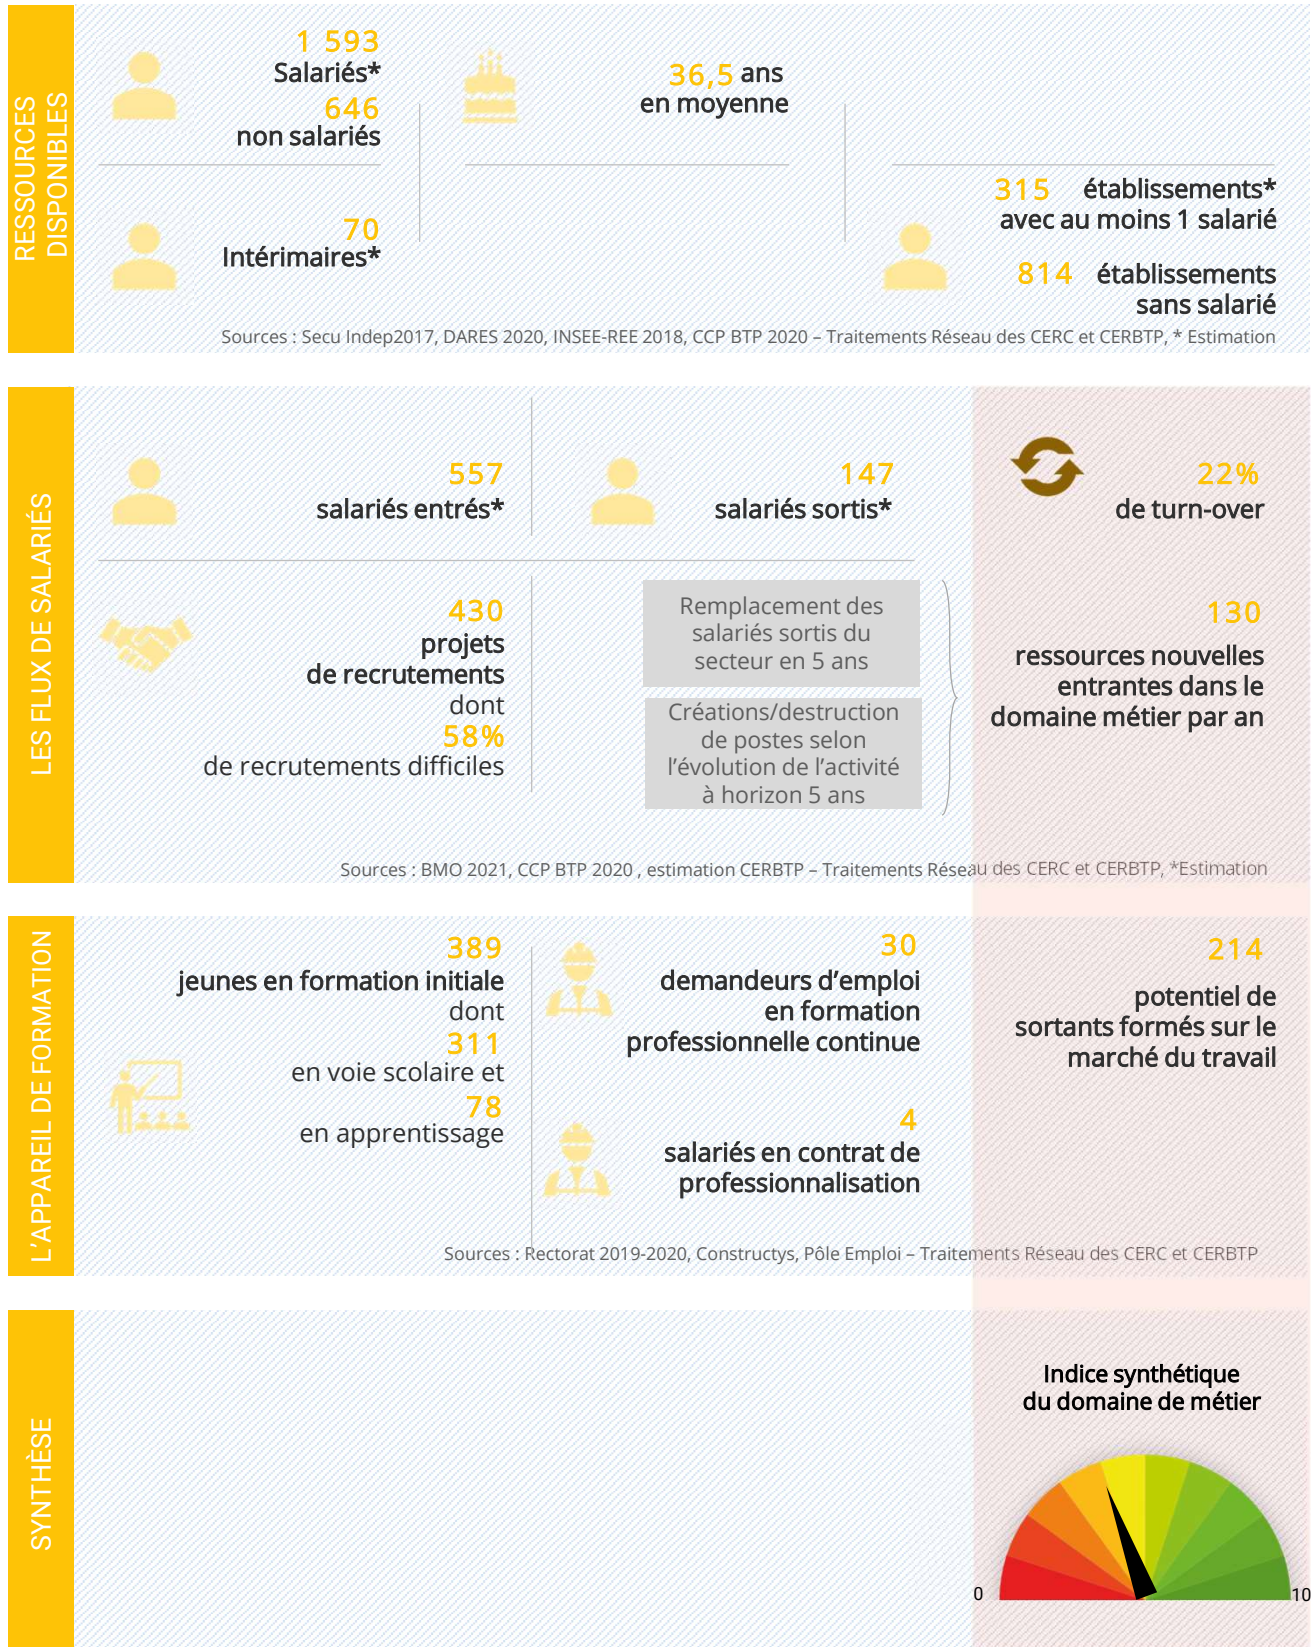 RESSOURCES
DISPONIBLES
1 593
Salariés*
646
non salariés
36,5 ans
en moyenne
70
Intérimaires*
315 établissements*
avec au moins 1 salarié
814 établissements
sans salarié
Sources : Secu Indep2017, DARES 2020, INSEE-REE 2018, CCP BTP 2020 – Traitements Réseau des CERC et CERBTP, * Estimation
LES FLUX DE SALARIÉS
557
salariés entrés*
147
salariés sortis*
22%
de turn-over
430
projets
de recrutements
dont
58%
de recrutements difficiles
Remplacement des
salariés sortis du
secteur en 5 ans
Créations/destruction
de postes selon
l’évolution de l’activité
à horizon 5 ans
130
ressources nouvelles
entrantes dans le
domaine métier par an
Sources : BMO 2021, CCP BTP 2020 , estimation CERBTP – Traitements Réseau des CERC et CERBTP, *Estimation
L’APPAREIL DE FORMATION
389
jeunes en formation initiale
dont
311
en voie scolaire et
78
en apprentissage
30
demandeurs d’emploi
en formation
professionnelle continue
4
salariés en contrat de
professionnalisation
214
potentiel de
sortants formés sur le
marché du travail
Sources : Rectorat 2019-2020, Constructys, Pôle Emploi – Traitements Réseau des CERC et CERBTP
SYNTHÈSE
Indice synthétique
du domaine de métier
0
10